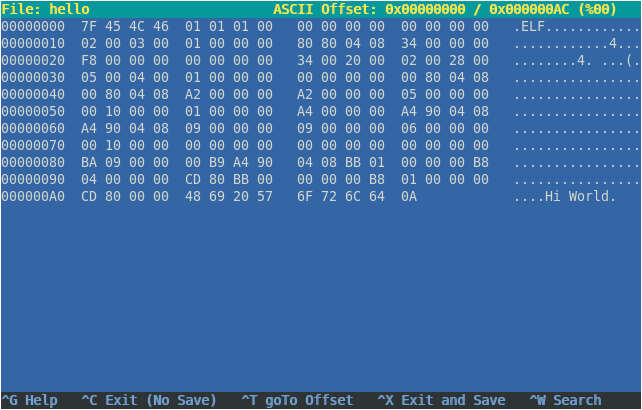 File: hello ASCII Offset: 0x00000000 / 0x000000AC (%00)
00000000 7F 45 4C 46 01 01 01 00 00 00 00 00 00 00 00 00 .ELF............
00000010 02 00 03 00 01 00 00 00 80 80 04 08 34 00 00 00 ............4...
00000020 F8 00 00 00 00 00 00 00 34 00 20 00 02 00 28 00 ........4. ...(.
00000030 05 00 04 00 01 00 00 00 00 00 00 00 00 80 04 08 ................
00000040 00 80 04 08 A2 00 00 00 A2 00 00 00 05 00 00 00 ................
00000050 00 10 00 00 01 00 00 00 A4 00 00 00 A4 90 04 08 ................
00000060 A4 90 04 08 09 00 00 00 09 00 00 00 06 00 00 00 ................
00000070 00 10 00 00 00 00 00 00 00 00 00 00 00 00 00 00 ................
00000080 BA 09 00 00 00 B9 A4 90 04 08 BB 01 00 00 00 B8 ................
00000090 04 00 00 00 CD 80 BB 00 00 00 00 B8 01 00 00 00 ................
000000A0 CD 80 00 00 48 69 20 57 6F 72 6C 64 0A ....Hi World.
^G Help ^C Exit (No Save) ^T goTo Offset ^X Exit and Save ^W Search